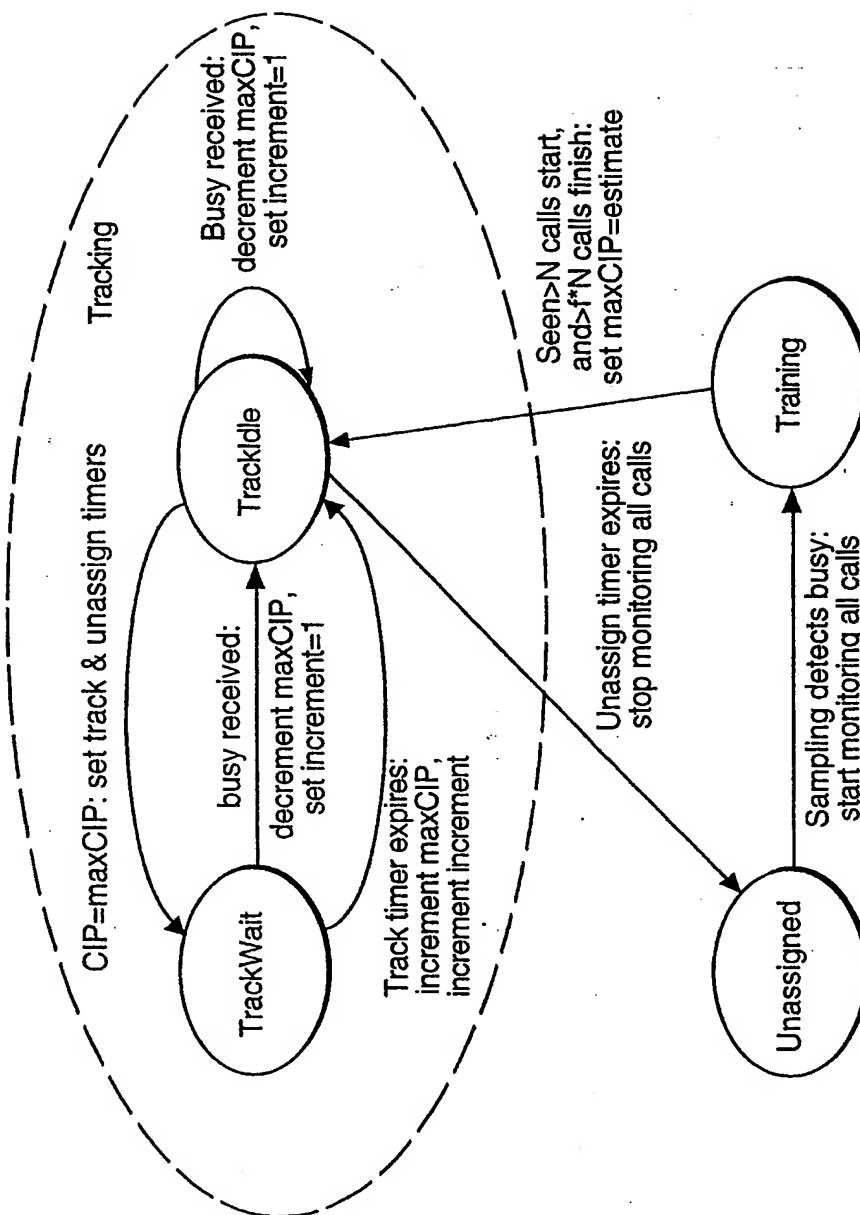 Tracking
CIP=maxCIP: set track & unassign timers
Busy received:
decrement maxCIP,
set increment=1
TrackWait
busy received:
decrement maxCIP,
set increment=1
TrackIdle
Track timer expires:
increment maxCIP,
increment increment
Seen>N calls start,
and>f*N calls finish:
set maxCIP=estimate
Unassign timer expires:
stop monitoring all calls
Unassigned
Sampling detects busy:
start monitoring all calls
Training